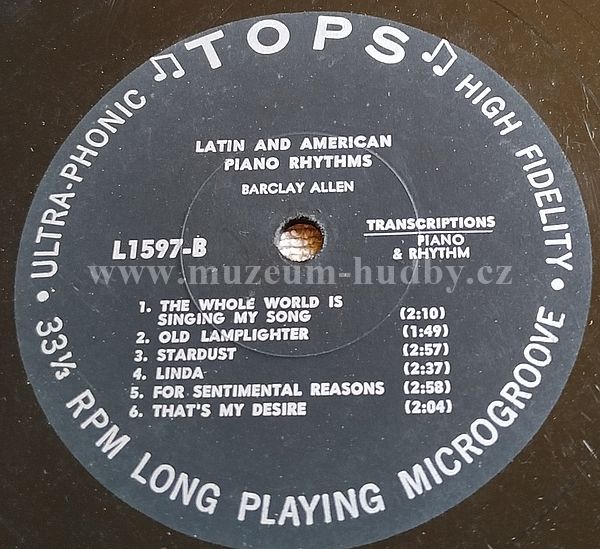 ♫ TOPS ♫
ULTRA-PHONIC
HIGH FIDELITY
LATIN AND AMERICAN
PIANO RHYTHMS
BARCLAY ALLEN
L1597-B
TRANSCRIPTIONS
PIANO
& RHYTHM
www.muzeum-hudby.cz
1. THE WHOLE WORLD IS
SINGING MY SONG (2:10)
2. OLD LAMPLIGHTER (1:49)
3. STARDUST (2:57)
4. LINDA (2:37)
5. FOR SENTIMENTAL REASONS (2:58)
6. THAT'S MY DESIRE (2:04)
• 33⅓ RPM LONG PLAYING MICROGROOVE •